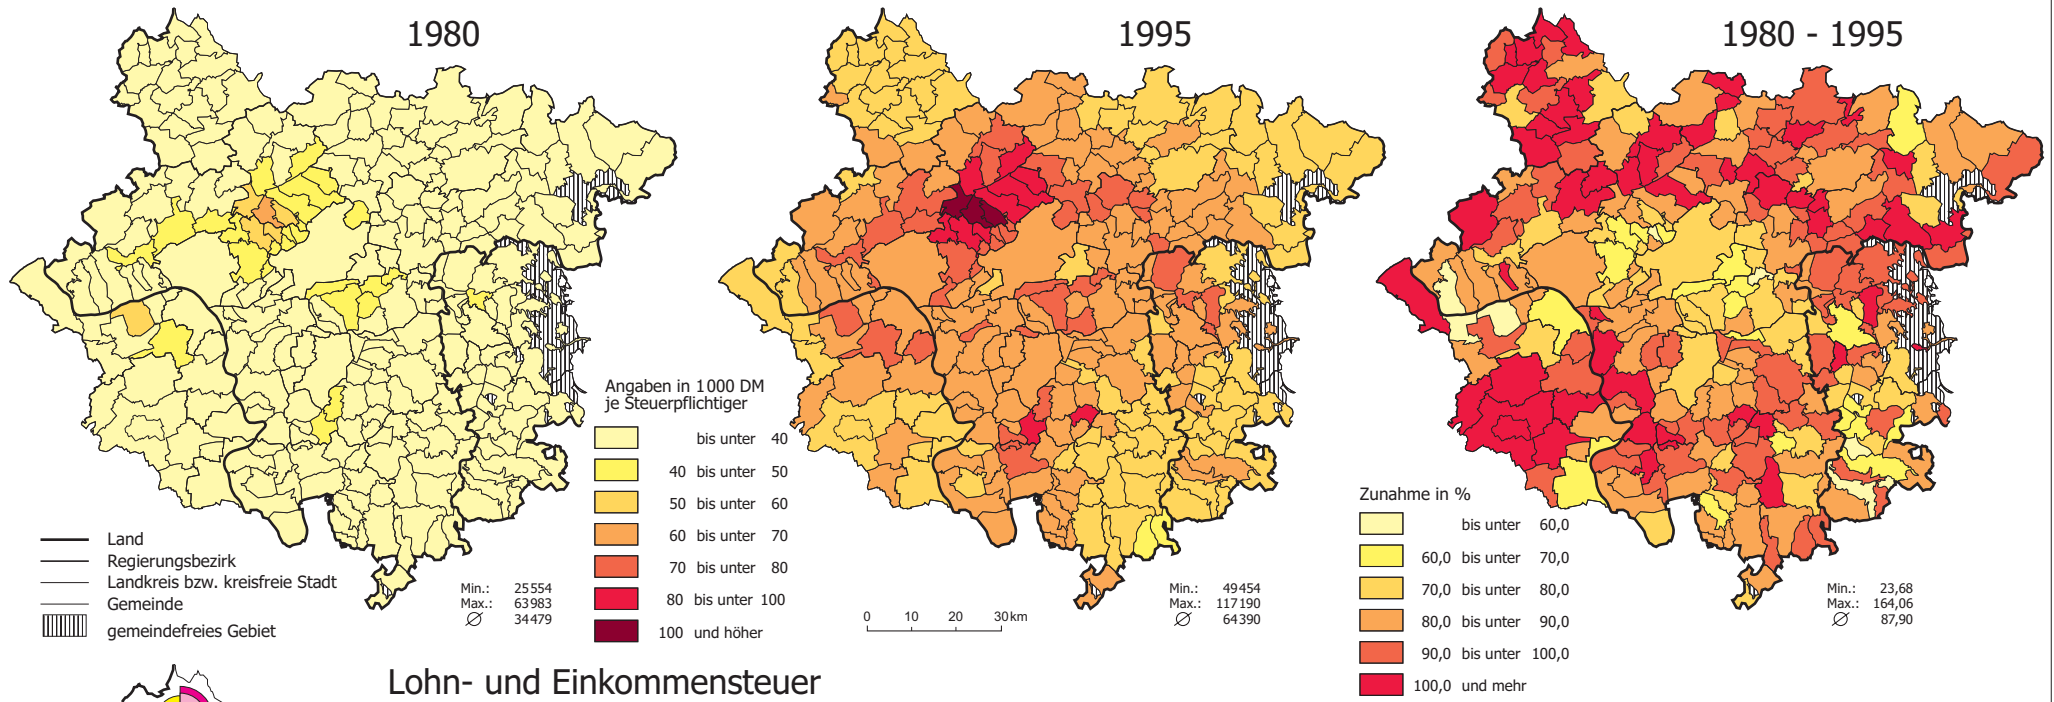 1980
1995
1980 - 1995
Angaben in 1000 DM
je Steuerpflichtiger
bis unter 40
40 bis unter 50
50 bis unter 60
60 bis unter 70
70 bis unter 80
80 bis unter 100
100 und höher
Land
Regierungsbezirk
Landkreis bzw. kreisfreie Stadt
Gemeinde
gemeindefreies Gebiet
Min.: 25554
Max.: 63983
Ø 34479
0 10 20 30km
Min.: 49454
Max.: 117190
Ø 64390
Zunahme in %
bis unter 60,0
60,0 bis unter 70,0
70,0 bis unter 80,0
80,0 bis unter 90,0
90,0 bis unter 100,0
100,0 und mehr
Min.: 23,68
Max.: 164,06
Ø 87,90
Lohn- und Einkommensteuer